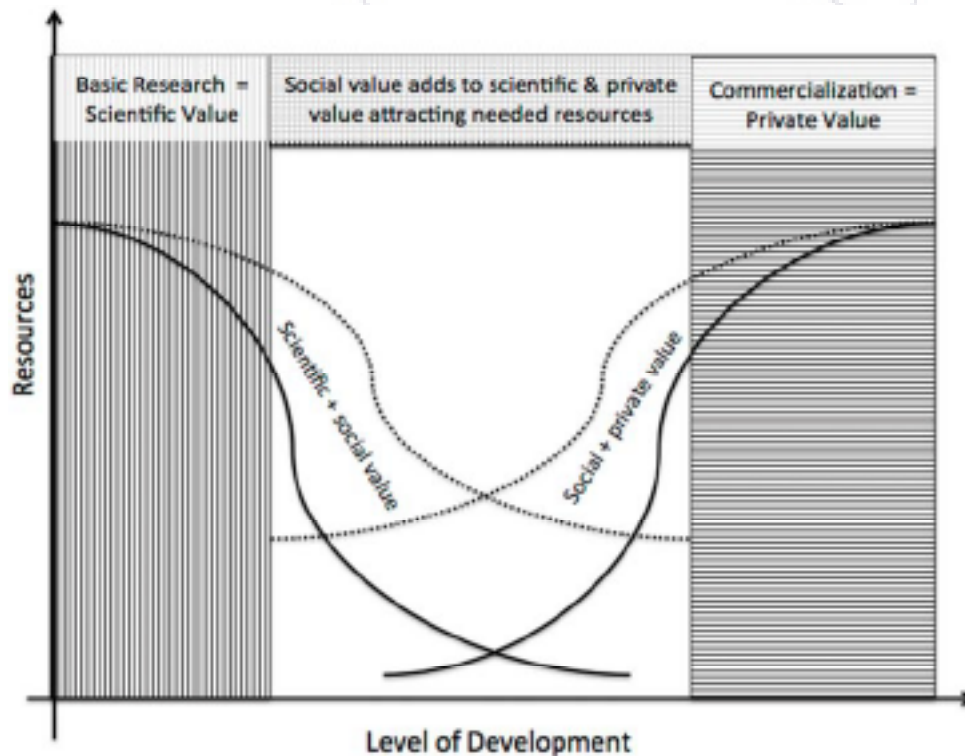 Basic Research =
Scientific Value
Social value adds to scientific & private
value attracting needed resources
Commercialization =
Private Value
Resources
Scientific + social value
Social + private value
Level of Development